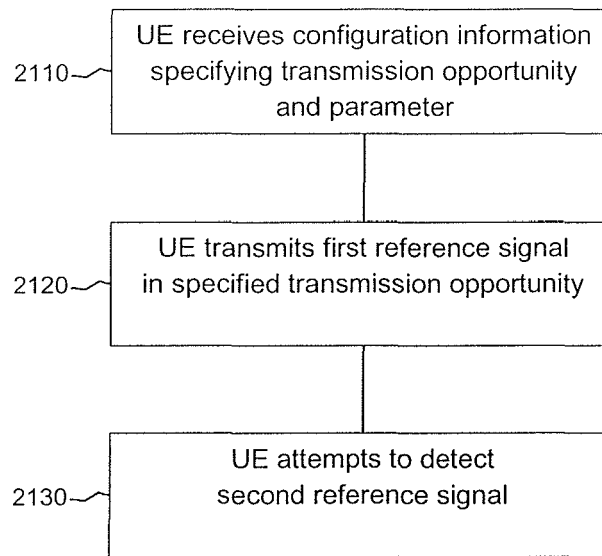 UE receives configuration information
2110
specifying transmission opportunity
and parameter
UE transmits first reference signal
2120
in specified transmission opportunity
UE attempts to detect
2130
second reference signal